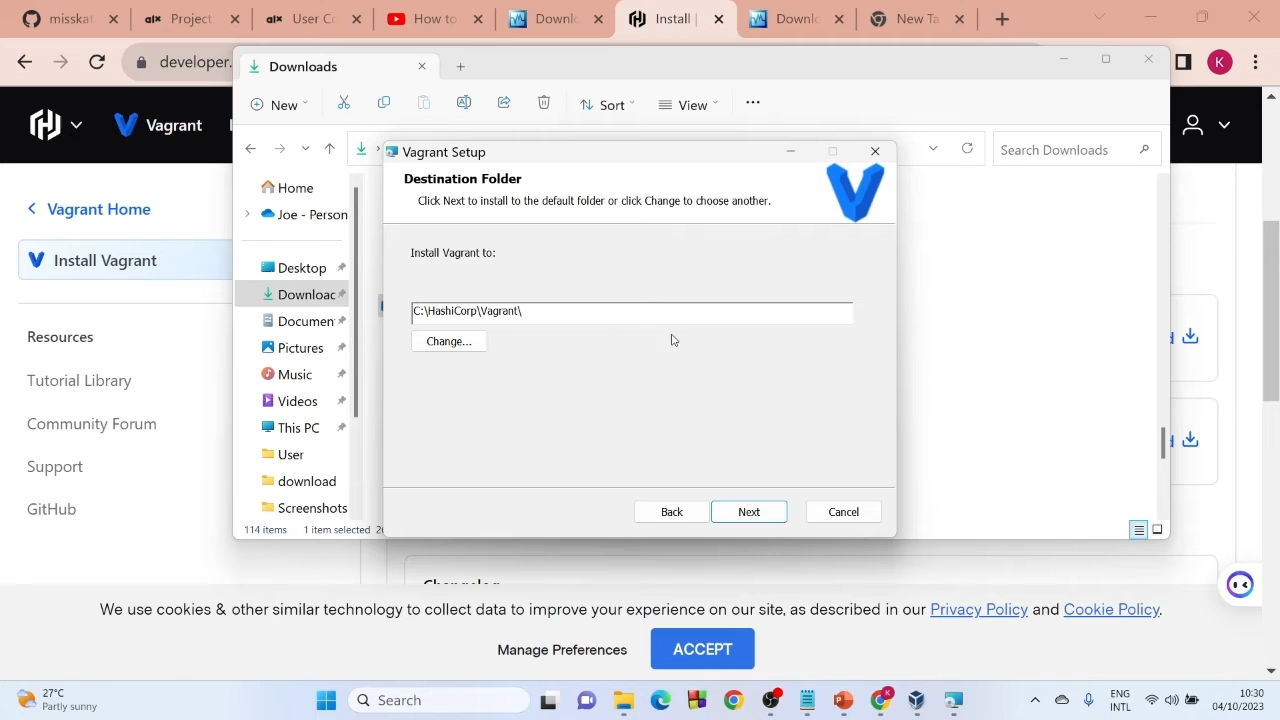 misskat
Project:
User Co
How to
Downlo
Install |
Downlo
New Ta
developer.
Downloads
K
New
Sort
View
Vagrant
Vagrant Setup
Search Downloads
Destination Folder
Click Next to install to the default folder or click Change to choose another.
Home
Joe - Person
Vagrant Home
Install Vagrant
Install Vagrant to:
Desktop
Downloac
Documen
C:\HashiCorp\Vagrant\
Change...
Resources
Pictures
Music
Tutorial Library
Videos
Community Forum
This PC
User
Support
download
GitHub
Screenshots
Back
Next
Cancel
114 items
1 item selected
Changelog
We use cookies & other similar technology to collect data to improve your experience on our site, as described in our Privacy Policy and Cookie Policy.
Manage Preferences
ACCEPT
27°C
Partly sunny
Search
ENG
INTL
10:30
04/10/2023